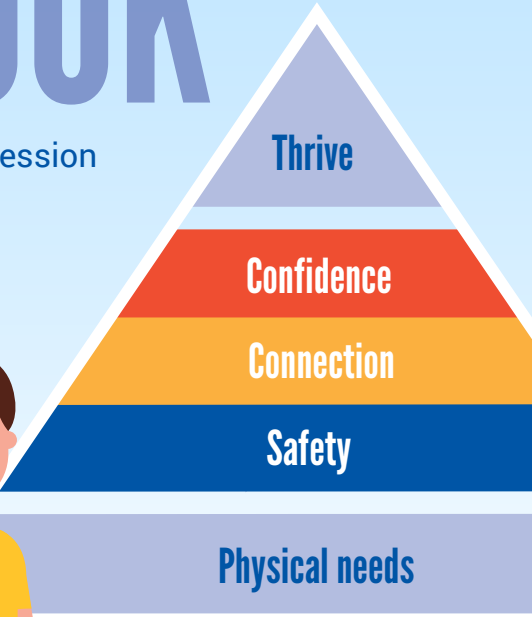 ession
Thrive
Confidence
Connection
Safety
Physical needs